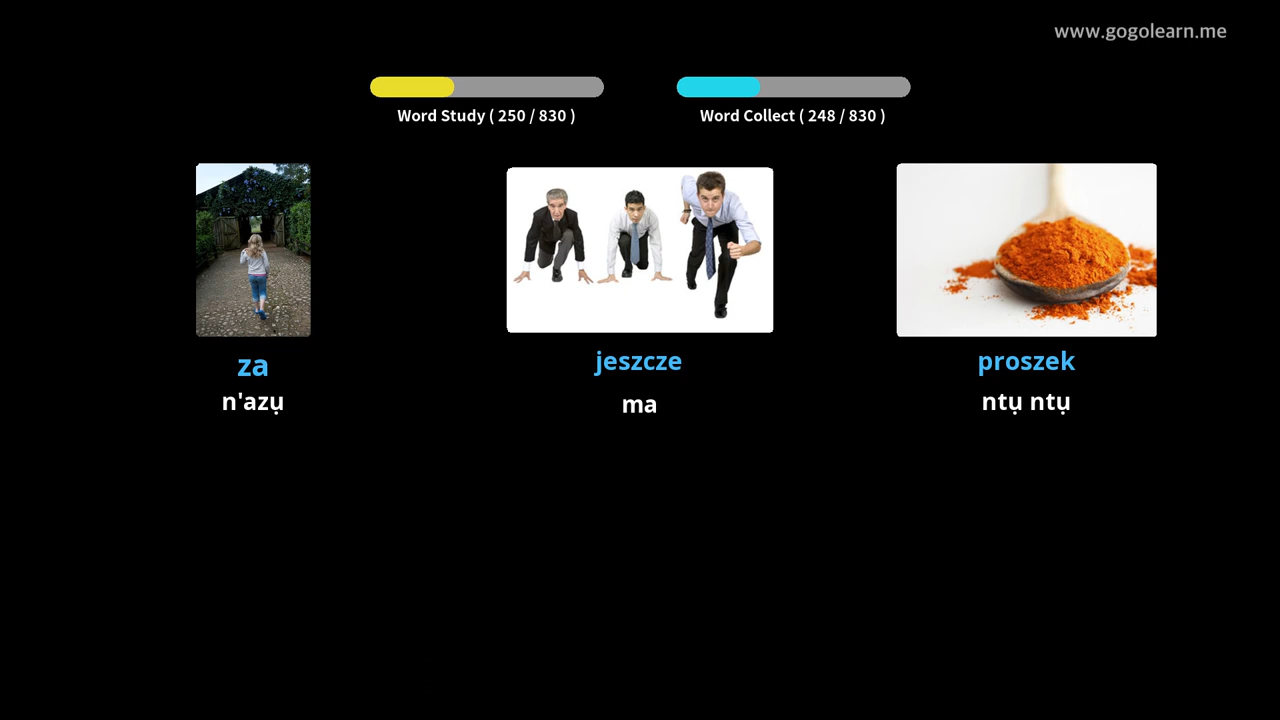 www.gogolearn.me
Word Study ( 250 / 830 )
Word Collect ( 248 / 830 )
za
jeszcze
proszek
n'azụ
ma
ntụ ntụ